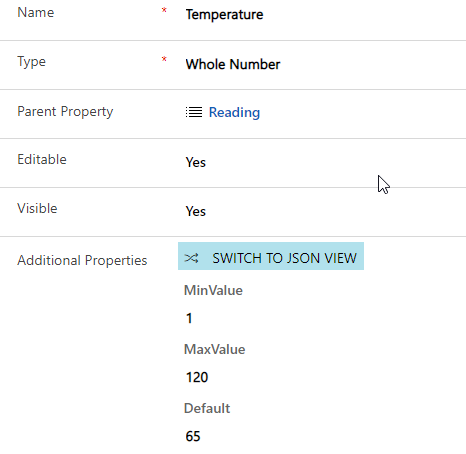 Name * Temperature
Type * Whole Number
Parent Property Reading
Editable Yes
Visible Yes
Additional Properties SWITCH TO JSON VIEW
MinValue
1
MaxValue
120
Default
65